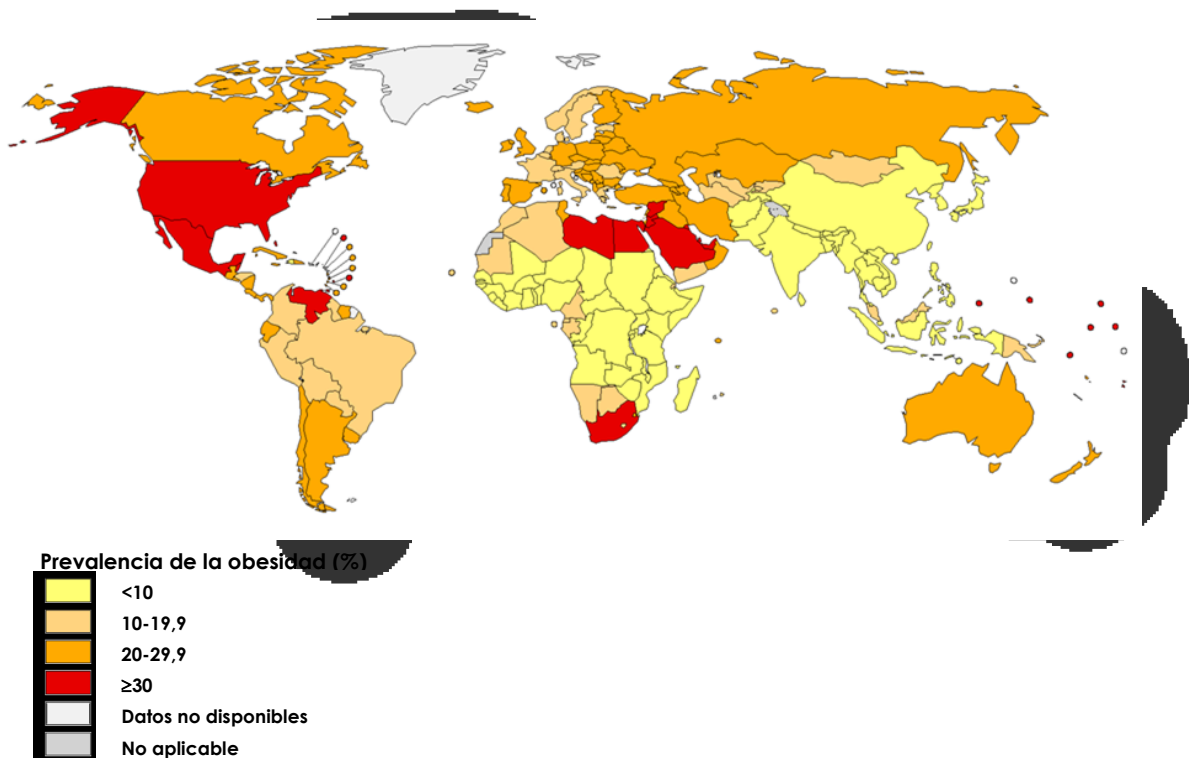 Prevalencia de la obesidad (%)
<10
10-19,9
20-29,9
≥30
Datos no disponibles
No aplicable